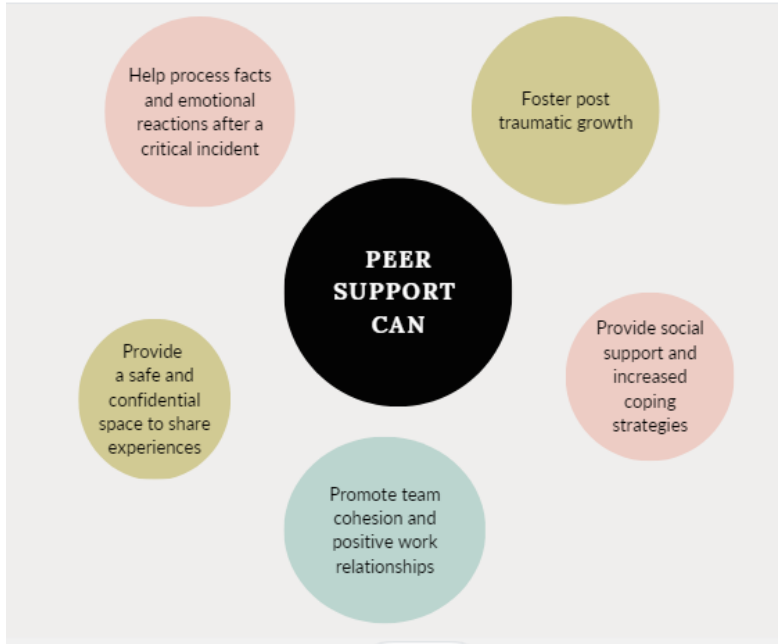 Help process facts
and emotional
reactions after a
critical incident
Foster post
traumatic growth
PEER
SUPPORT
CAN
Provide social
support and
increased
coping
strategies
Provide
a safe and
confidential
space to share
experiences
Promote team
cohesion and
positive work
relationships